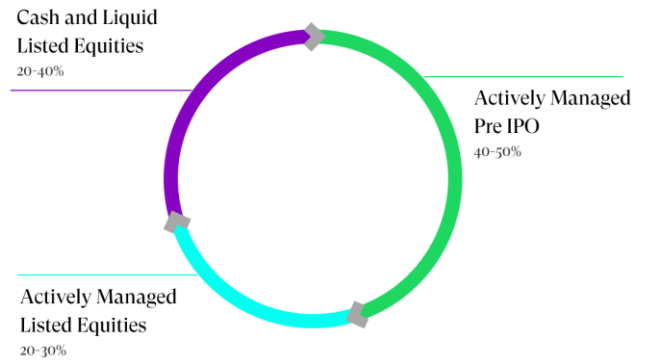 Cash and Liquid
Listed Equities
20-40%
Actively Managed
Pre IPO
40-50%
Actively Managed
Listed Equities
20-30%